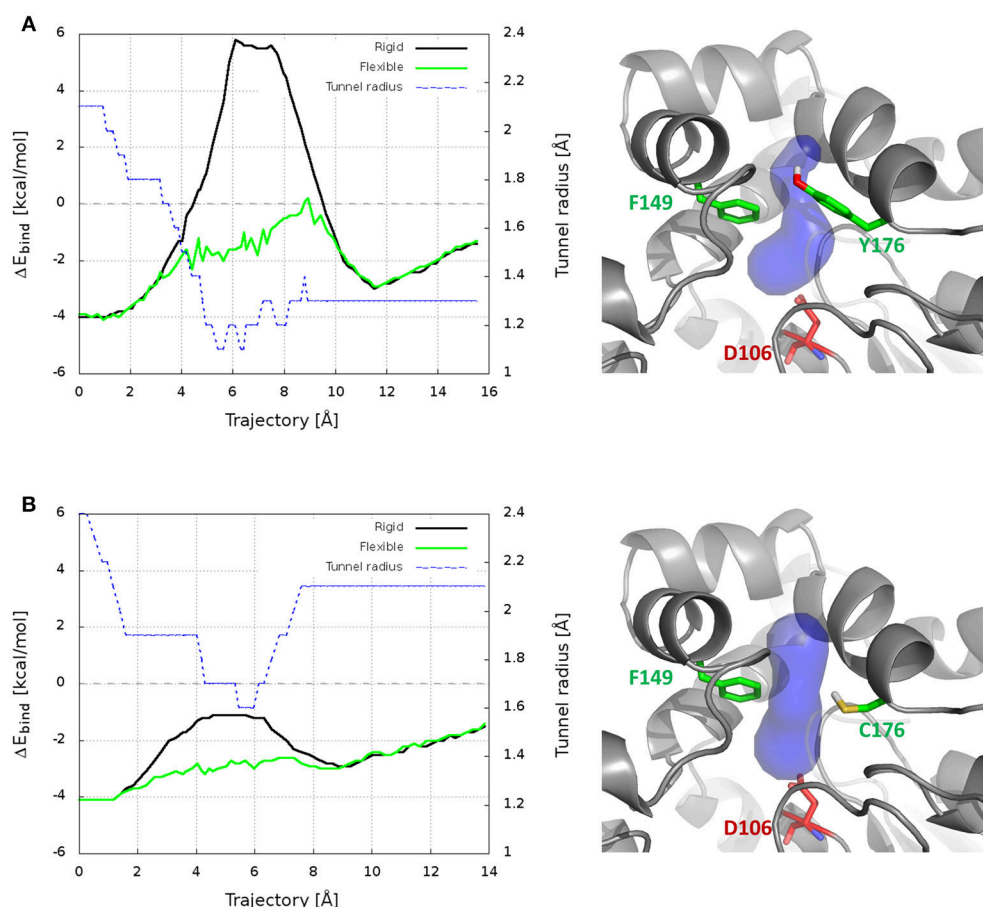 A
6
4
2
0
-2
-4
-6
ΔE bind [kcal/mol]
Rigid
Flexible
Tunnel radius
2.4
2.2
2
1.8
1.6
1.4
1.2
1
Tunnel radius [Å]
0 2 4 6 8 10 12 14 16
Trajectory [Å]
F149
Y176
D106
B
6
4
2
0
-2
-4
-6
ΔE bind [kcal/mol]
Rigid
Flexible
Tunnel radius
2.4
2.2
2
1.8
1.6
1.4
1.2
1
Tunnel radius [Å]
0 2 4 6 8 10 12 14
Trajectory [Å]
F149
C176
D106